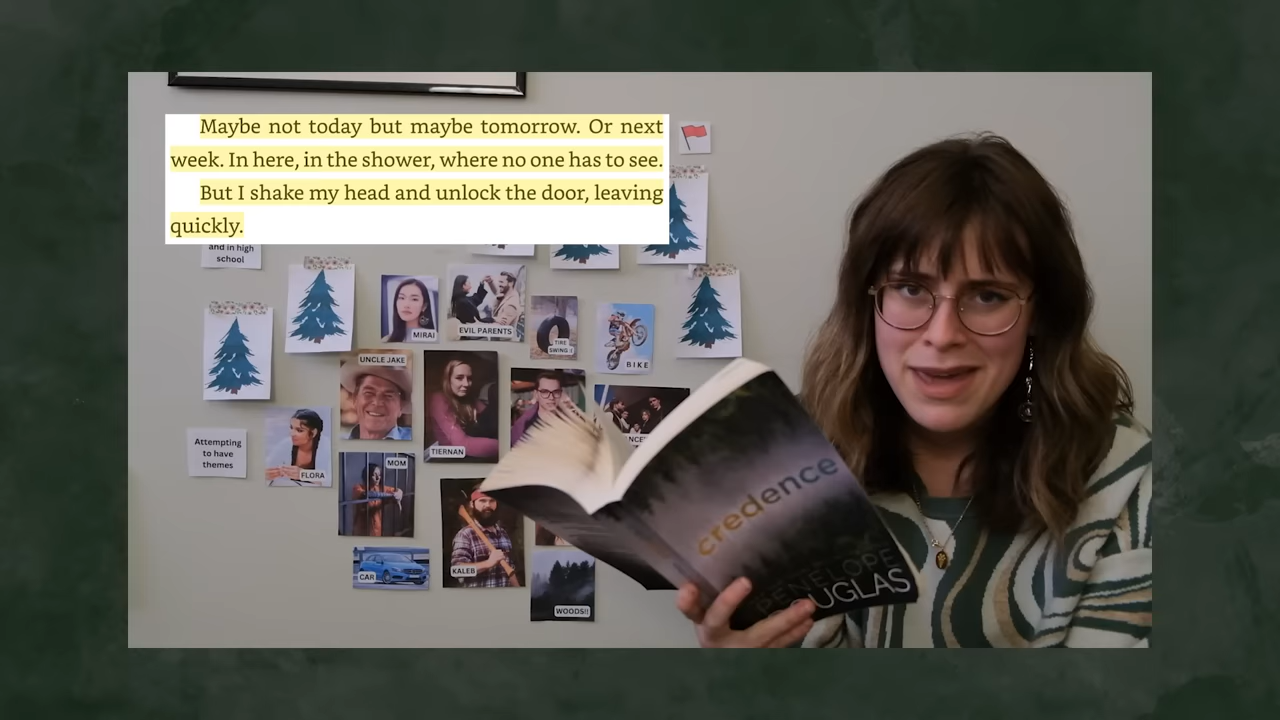 Maybe not today but maybe tomorrow. Or next
week. In here, in the shower, where no one has to see.
But I shake my head and unlock the door, leaving
quickly.
and in high
school
MIRAI
EVIL PARENTS
TIRE
SWING :)
BIKE
UNCLE JAKE
TIERNAN
Attempting
to have
themes
FLORA
MOM
KALEB
CAR
WOODS!!
credence
PENELOPE
DOUGLAS